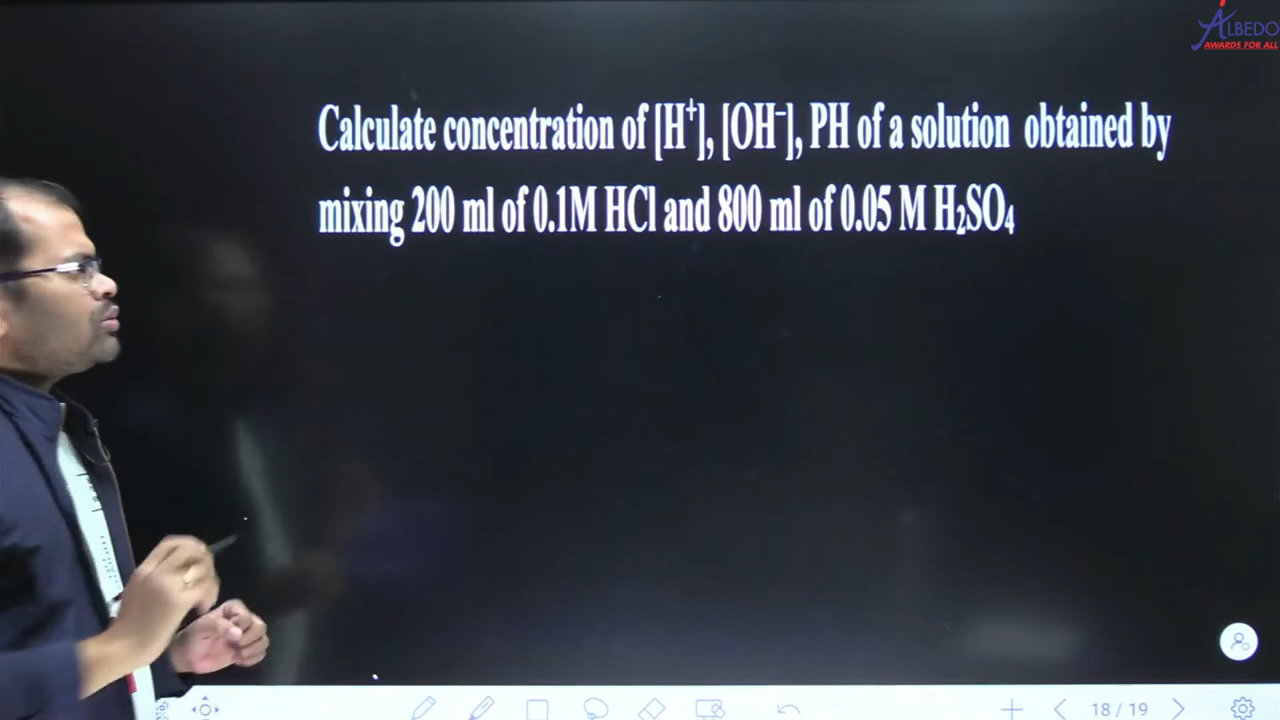 ALBEDO
AWARDS FOR ALL
Calculate concentration of [H⁺], [OH⁻], PH of a solution obtained by
mixing 200 ml of 0.1M HCl and 800 ml of 0.05 M H₂SO₄
18 / 19